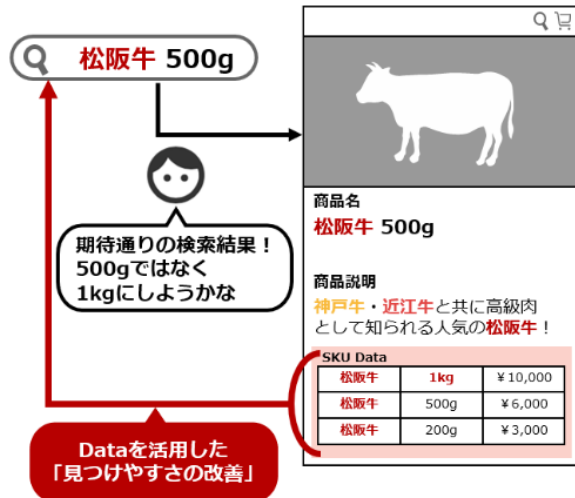 松阪牛 500g
期待通りの検索結果！
500gではなく
1kgにしようかな
商品名
松阪牛 500g
商品説明
神戸牛・近江牛と共に高級肉
として知られる人気の松阪牛！
SKU Data
松阪牛 1kg ￥10,000
松阪牛 500g ￥6,000
松阪牛 200g ￥3,000
Dataを活用した
「見つけやすさの改善」